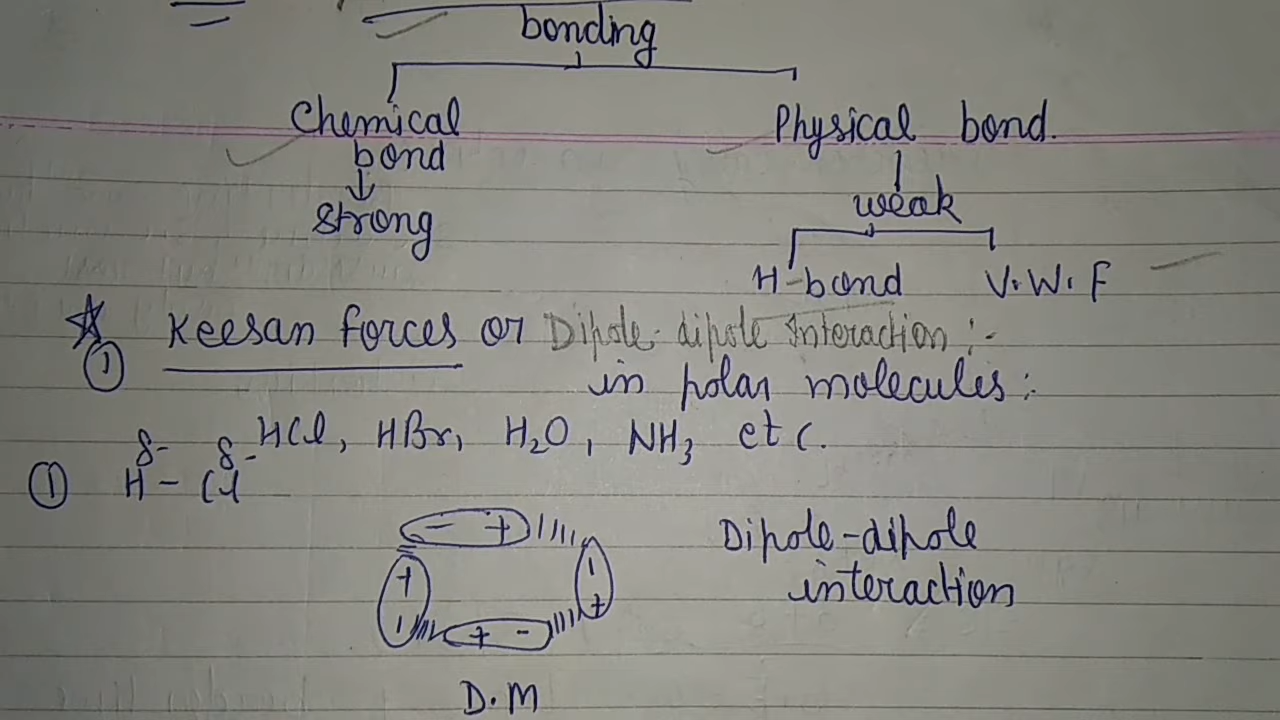 bonding
Chemical bond
Physical bond.
↓
Strong
weak
H-bond V.W.F
☆ ① Keesan forces or Dipole-dipole Interaction :-
in polar molecules :
HCl, HBr, H₂O, NH₃ etc.
δ- δ-
① H - Cl
- +
+ -
- +
+ -
Dipole-dipole
interaction
D.M